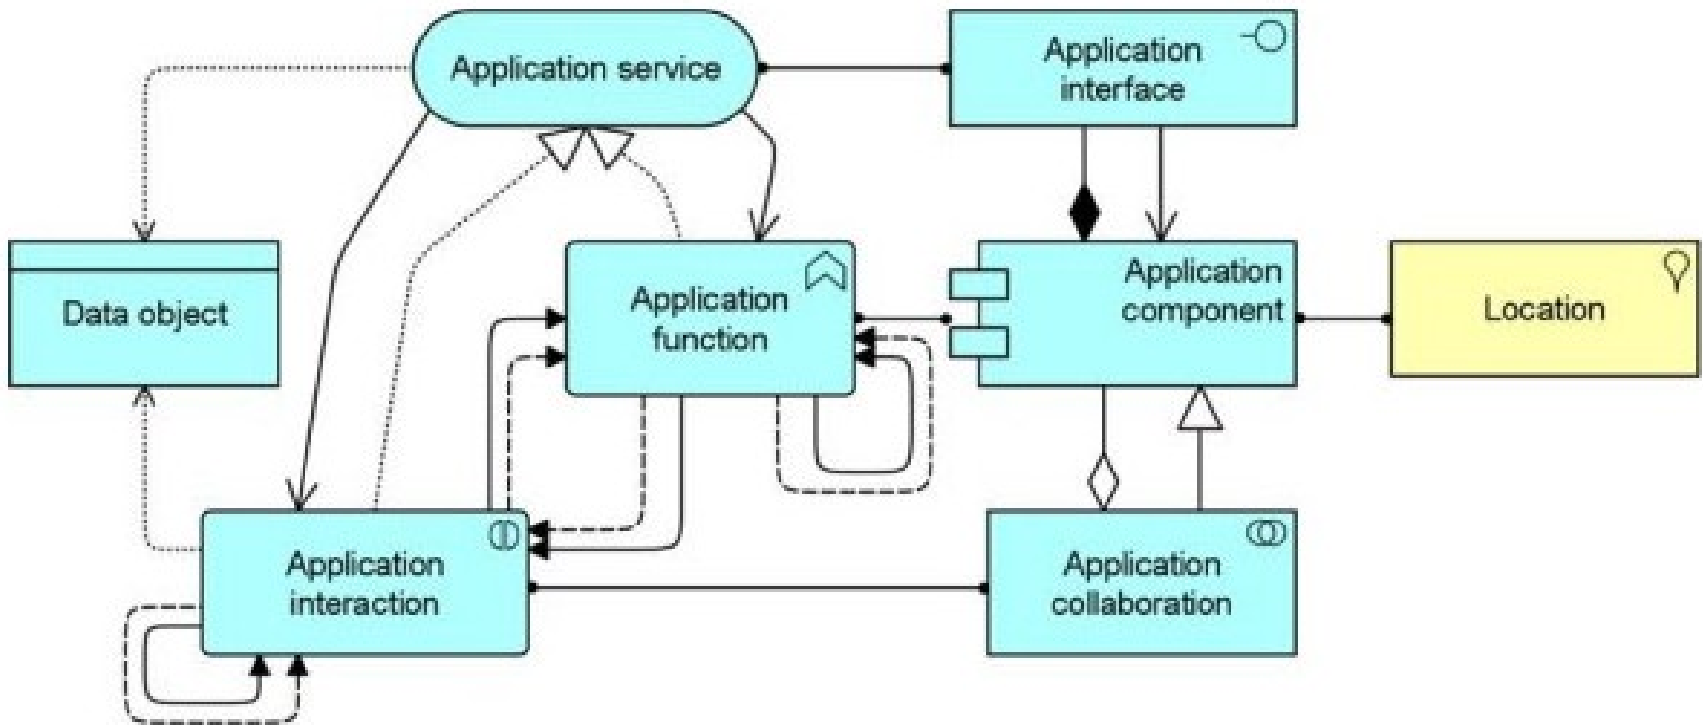 Application service
Application
interface
Data object
Application
function
Application
component
Location
Application
interaction
Application
collaboration